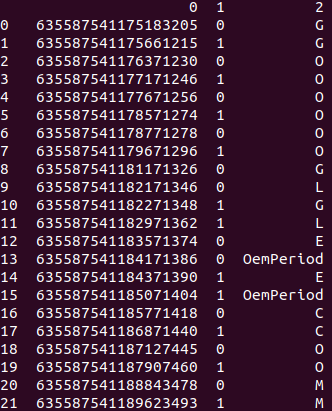 0 1 2
0 635587541175183205 0 G
1 635587541175661215 1 G
2 635587541176371230 0 O
3 635587541177171246 1 O
4 635587541177671256 0 O
5 635587541178571274 1 O
6 635587541178771278 0 O
7 635587541179671296 1 O
8 635587541181171326 0 G
9 635587541182171346 0 L
10 635587541182271348 1 G
11 635587541182971362 1 L
12 635587541183571374 0 E
13 635587541184171386 0 OemPeriod
14 635587541184371390 1 E
15 635587541185071404 1 OemPeriod
16 635587541185771418 0 C
17 635587541186871440 1 C
18 635587541187127445 0 O
19 635587541187907460 1 O
20 635587541188843478 0 M
21 635587541189623493 1 M